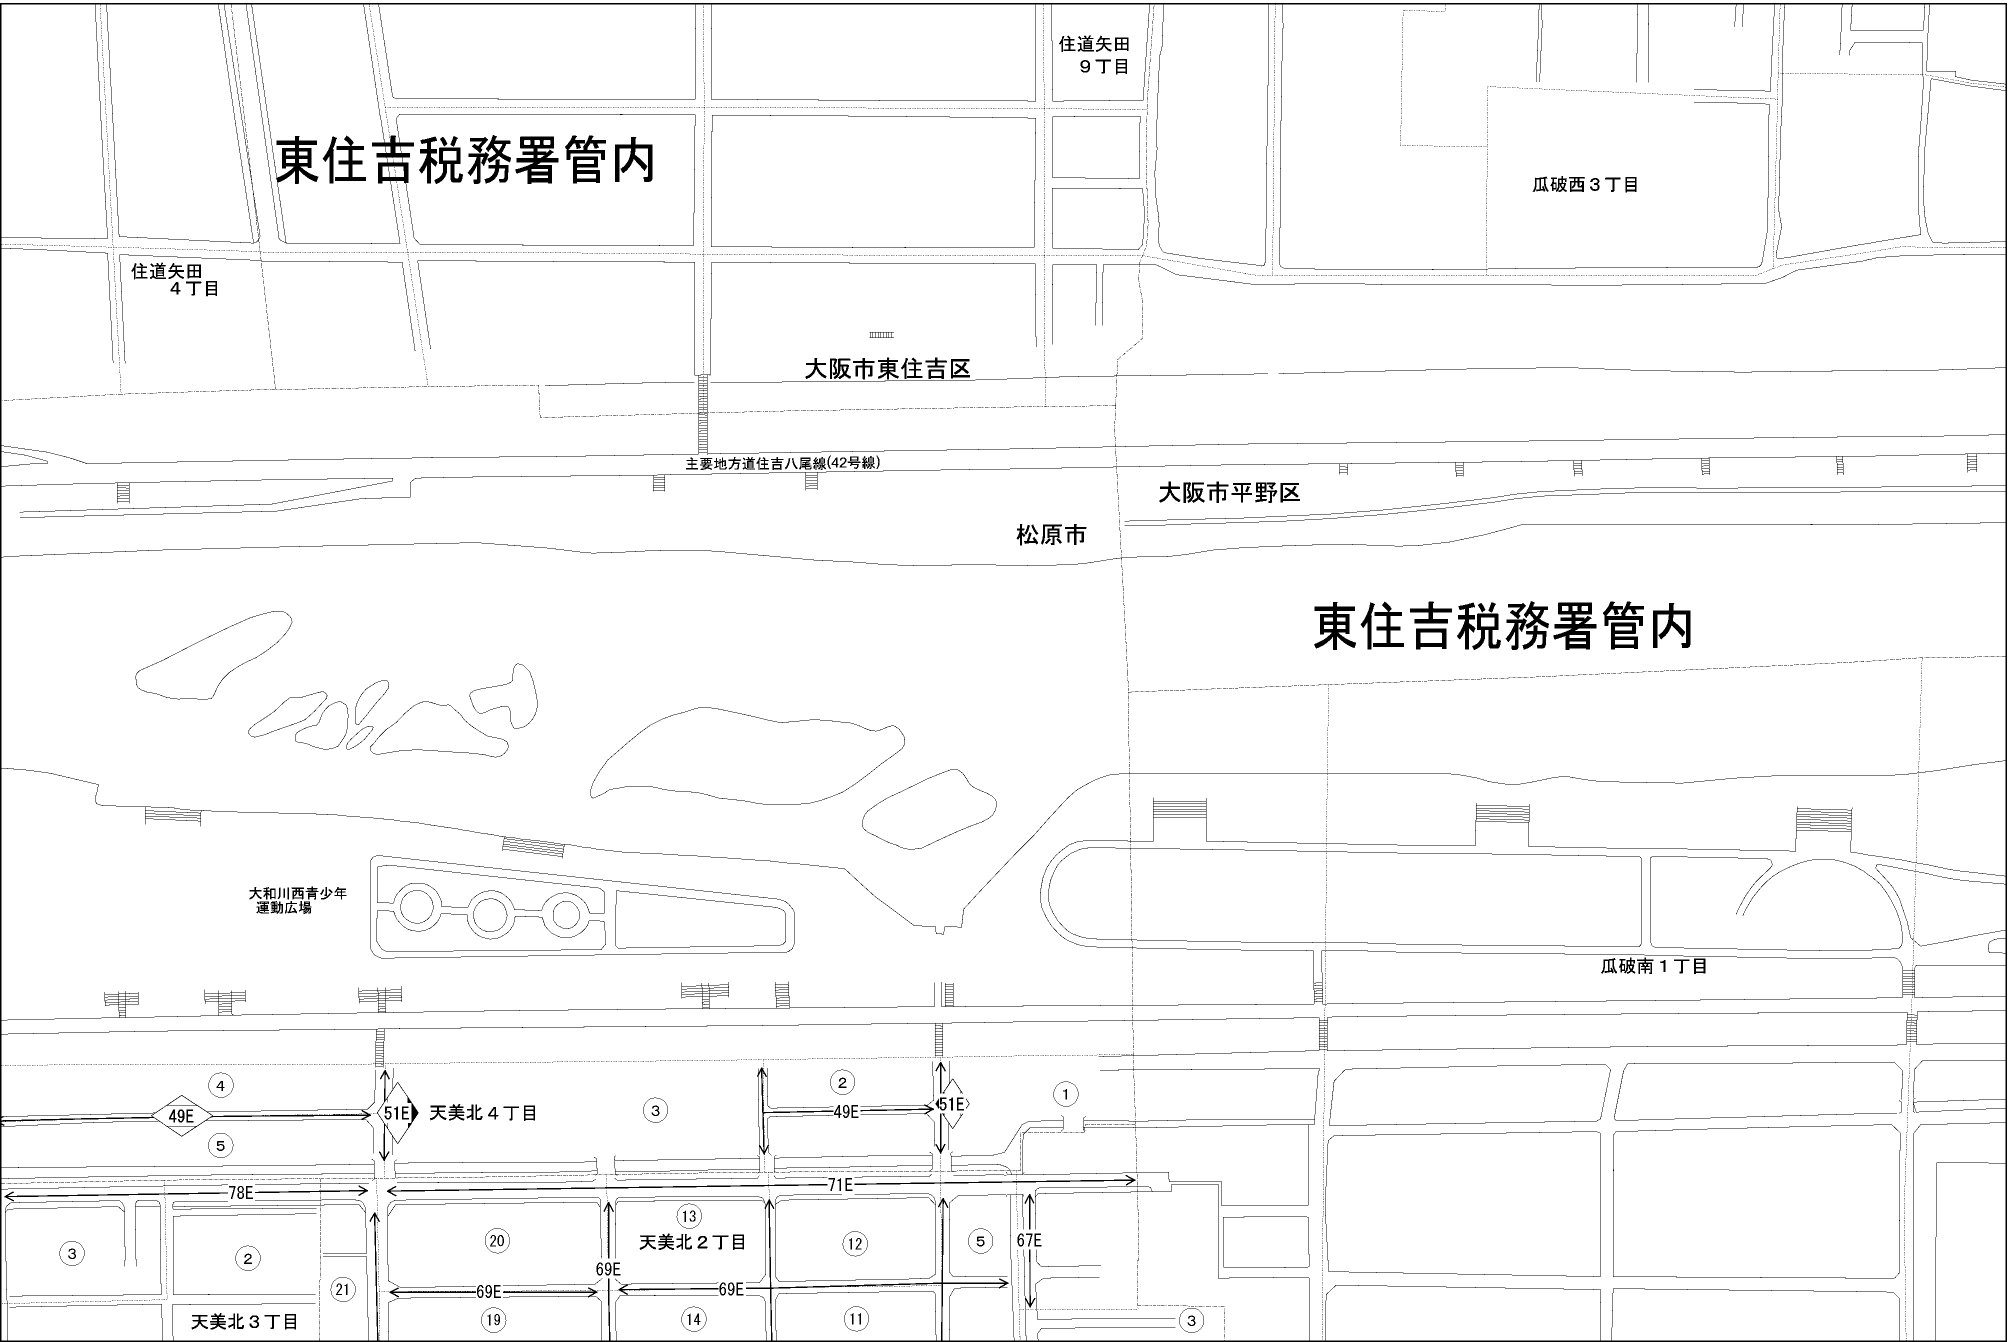 住道矢田
9丁目
東住吉税務署管内
瓜破西3丁目
住道矢田
4丁目
大阪市東住吉区
主要地方道住吉八尾線(42号線)
大阪市平野区
松原市
東住吉税務署管内
大和川西青少年
運動広場
瓜破南1丁目
4
2
1
49E
51E
天美北4丁目
3
49E
51E
5
78E
71E
3
2
20
13
天美北2丁目
12
5
67E
69E
21
69E
69E
天美北3丁目
19
14
11
3